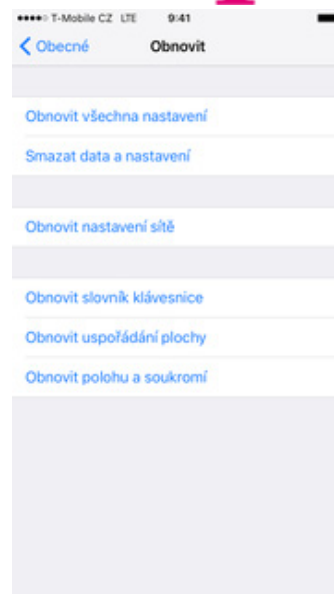 T-Mobile CZ LTE 9:41
Obecné Obnovit
Obnovit všechna nastavení
Smazat data a nastavení
Obnovit nastavení sítě
Obnovit slovník klávesnice
Obnovit uspořádání plochy
Obnovit polohu a soukromí